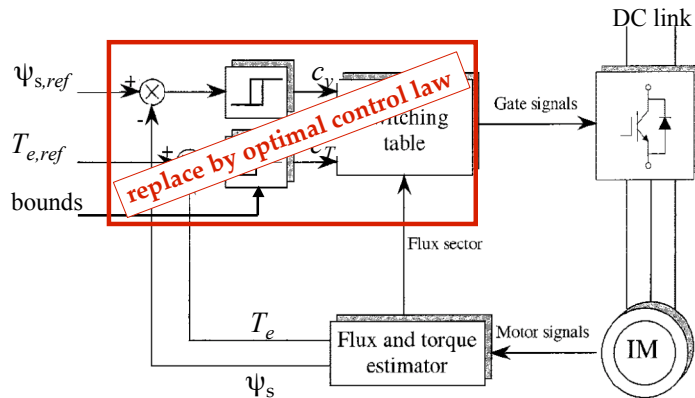 DC link
ψs,ref
+
-
cγ
Gate signals
table
Te,ref
+
replace by optimal control law
bounds
Flux sector
Te
Flux and torque
estimator
Motor signals
IM
ψs